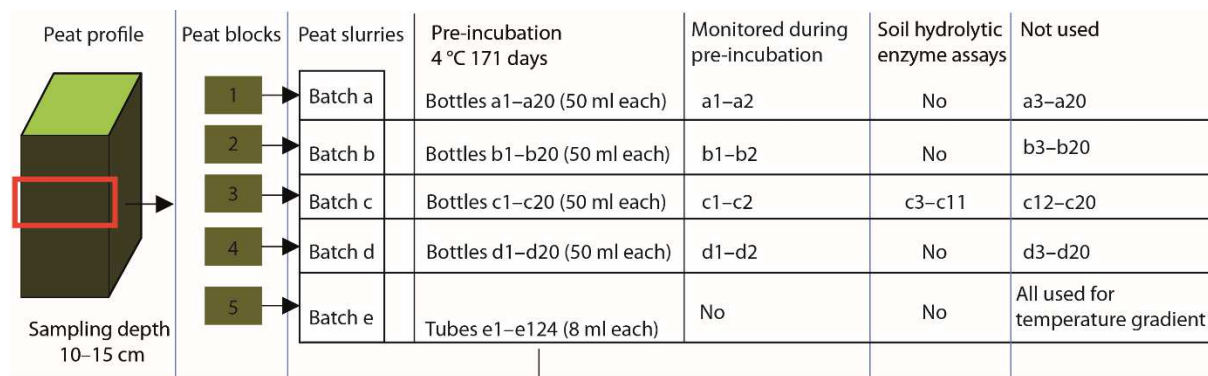 Peat profile
Peat blocks
Peat slurries
Pre-incubation
4 °C 171 days
Monitored during
pre-incubation
Soil hydrolytic
enzyme assays
Not used
1
Batch a
Bottles a1–a20 (50 ml each)
a1–a2
No
a3–a20
2
Batch b
Bottles b1–b20 (50 ml each)
b1–b2
No
b3–b20
3
Batch c
Bottles c1–c20 (50 ml each)
c1–c2
c3–c11
c12–c20
4
Batch d
Bottles d1–d20 (50 ml each)
d1–d2
No
d3–d20
5
Batch e
Tubes e1–e124 (8 ml each)
No
No
All used for
temperature gradient
Sampling depth
10–15 cm